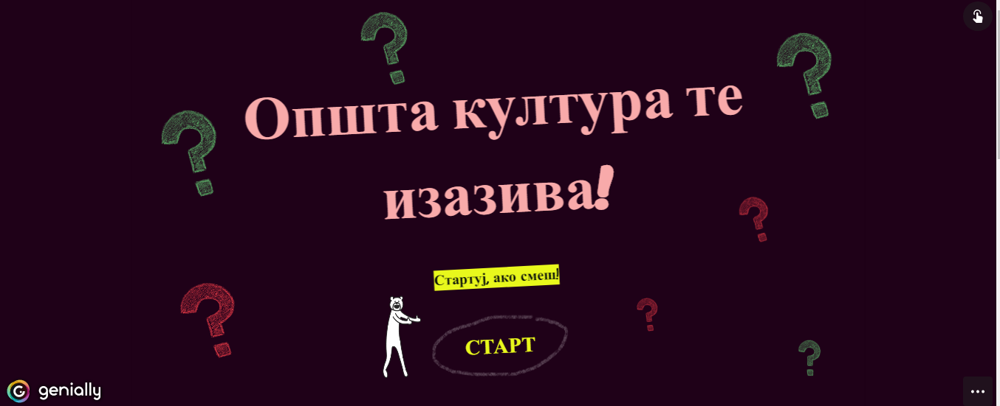 Општа култура те
изазива!
Стартуј, ако смеш!
СТАРТ
genially